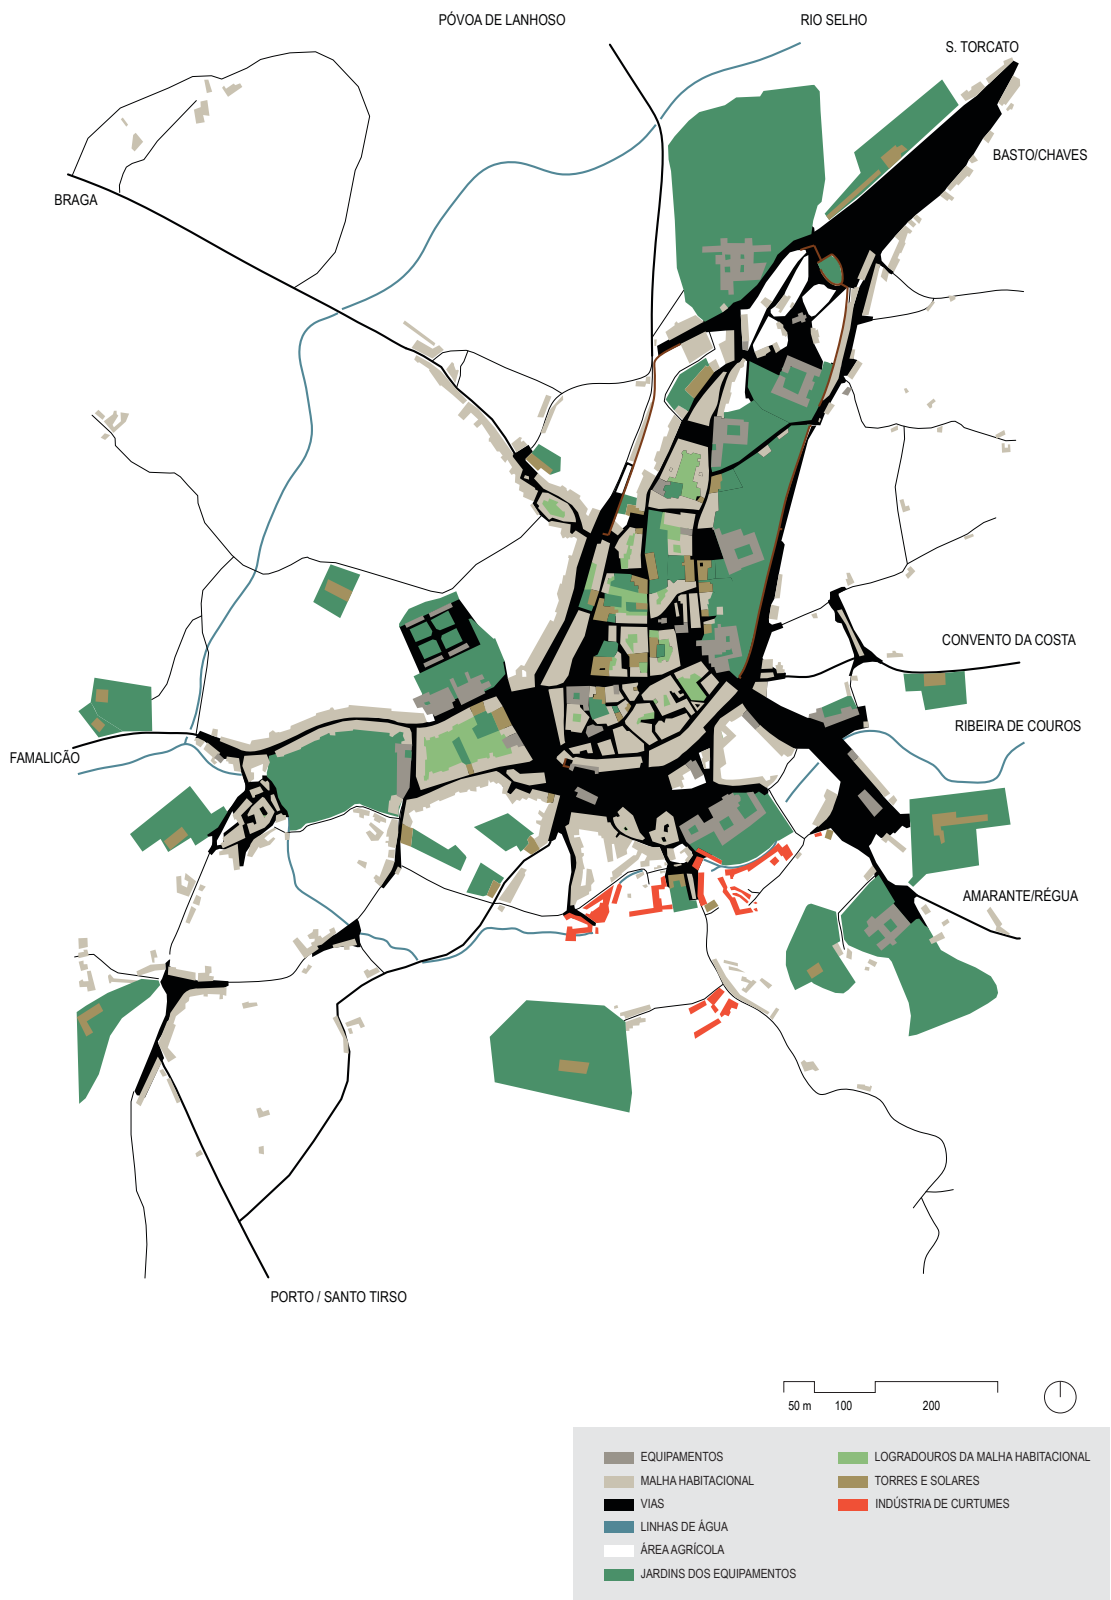 PÓVOA DE LANHOSO
RIO SELHO
S. TORCATO
BASTO/CHAVES
BRAGA
CONVENTO DA COSTA
RIBEIRA DE COUROS
FAMALICÃO
AMARANTE/RÉGUA
PORTO / SANTO TIRSO
50 m 100 200
EQUIPAMENTOS
MALHA HABITACIONAL
VIAS
LINHAS DE ÁGUA
ÁREA AGRÍCOLA
JARDINS DOS EQUIPAMENTOS
LOGRADOUROS DA MALHA HABITACIONAL
TORRES E SOLARES
INDÚSTRIA DE CURTUMES